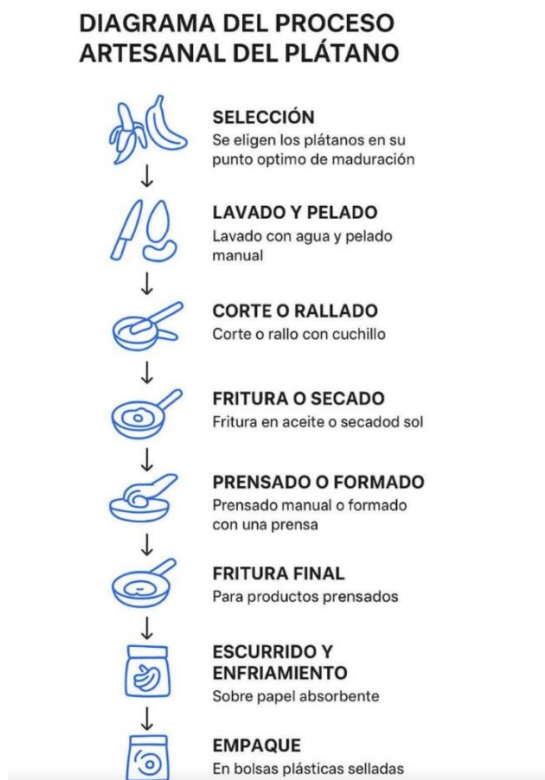 DIAGRAMA DEL PROCESO
ARTESANAL DEL PLÁTANO
SELECCIÓN
Se eligen los plátanos en su
punto optimo de maduración
LAVADO Y PELADO
Lavado con agua y pelado
manual
CORTE O RALLADO
Corte o rallo con cuchillo
FRITURA O SECADO
Fritura en aceite o secadod sol
PRENSADO O FORMADO
Prensado manual o formado
con una prensa
FRITURA FINAL
Para productos prensados
ESCURRIDO Y
ENFRIAMIENTO
Sobre papel absorbente
EMPAQUE
En bolsas plásticas selladas